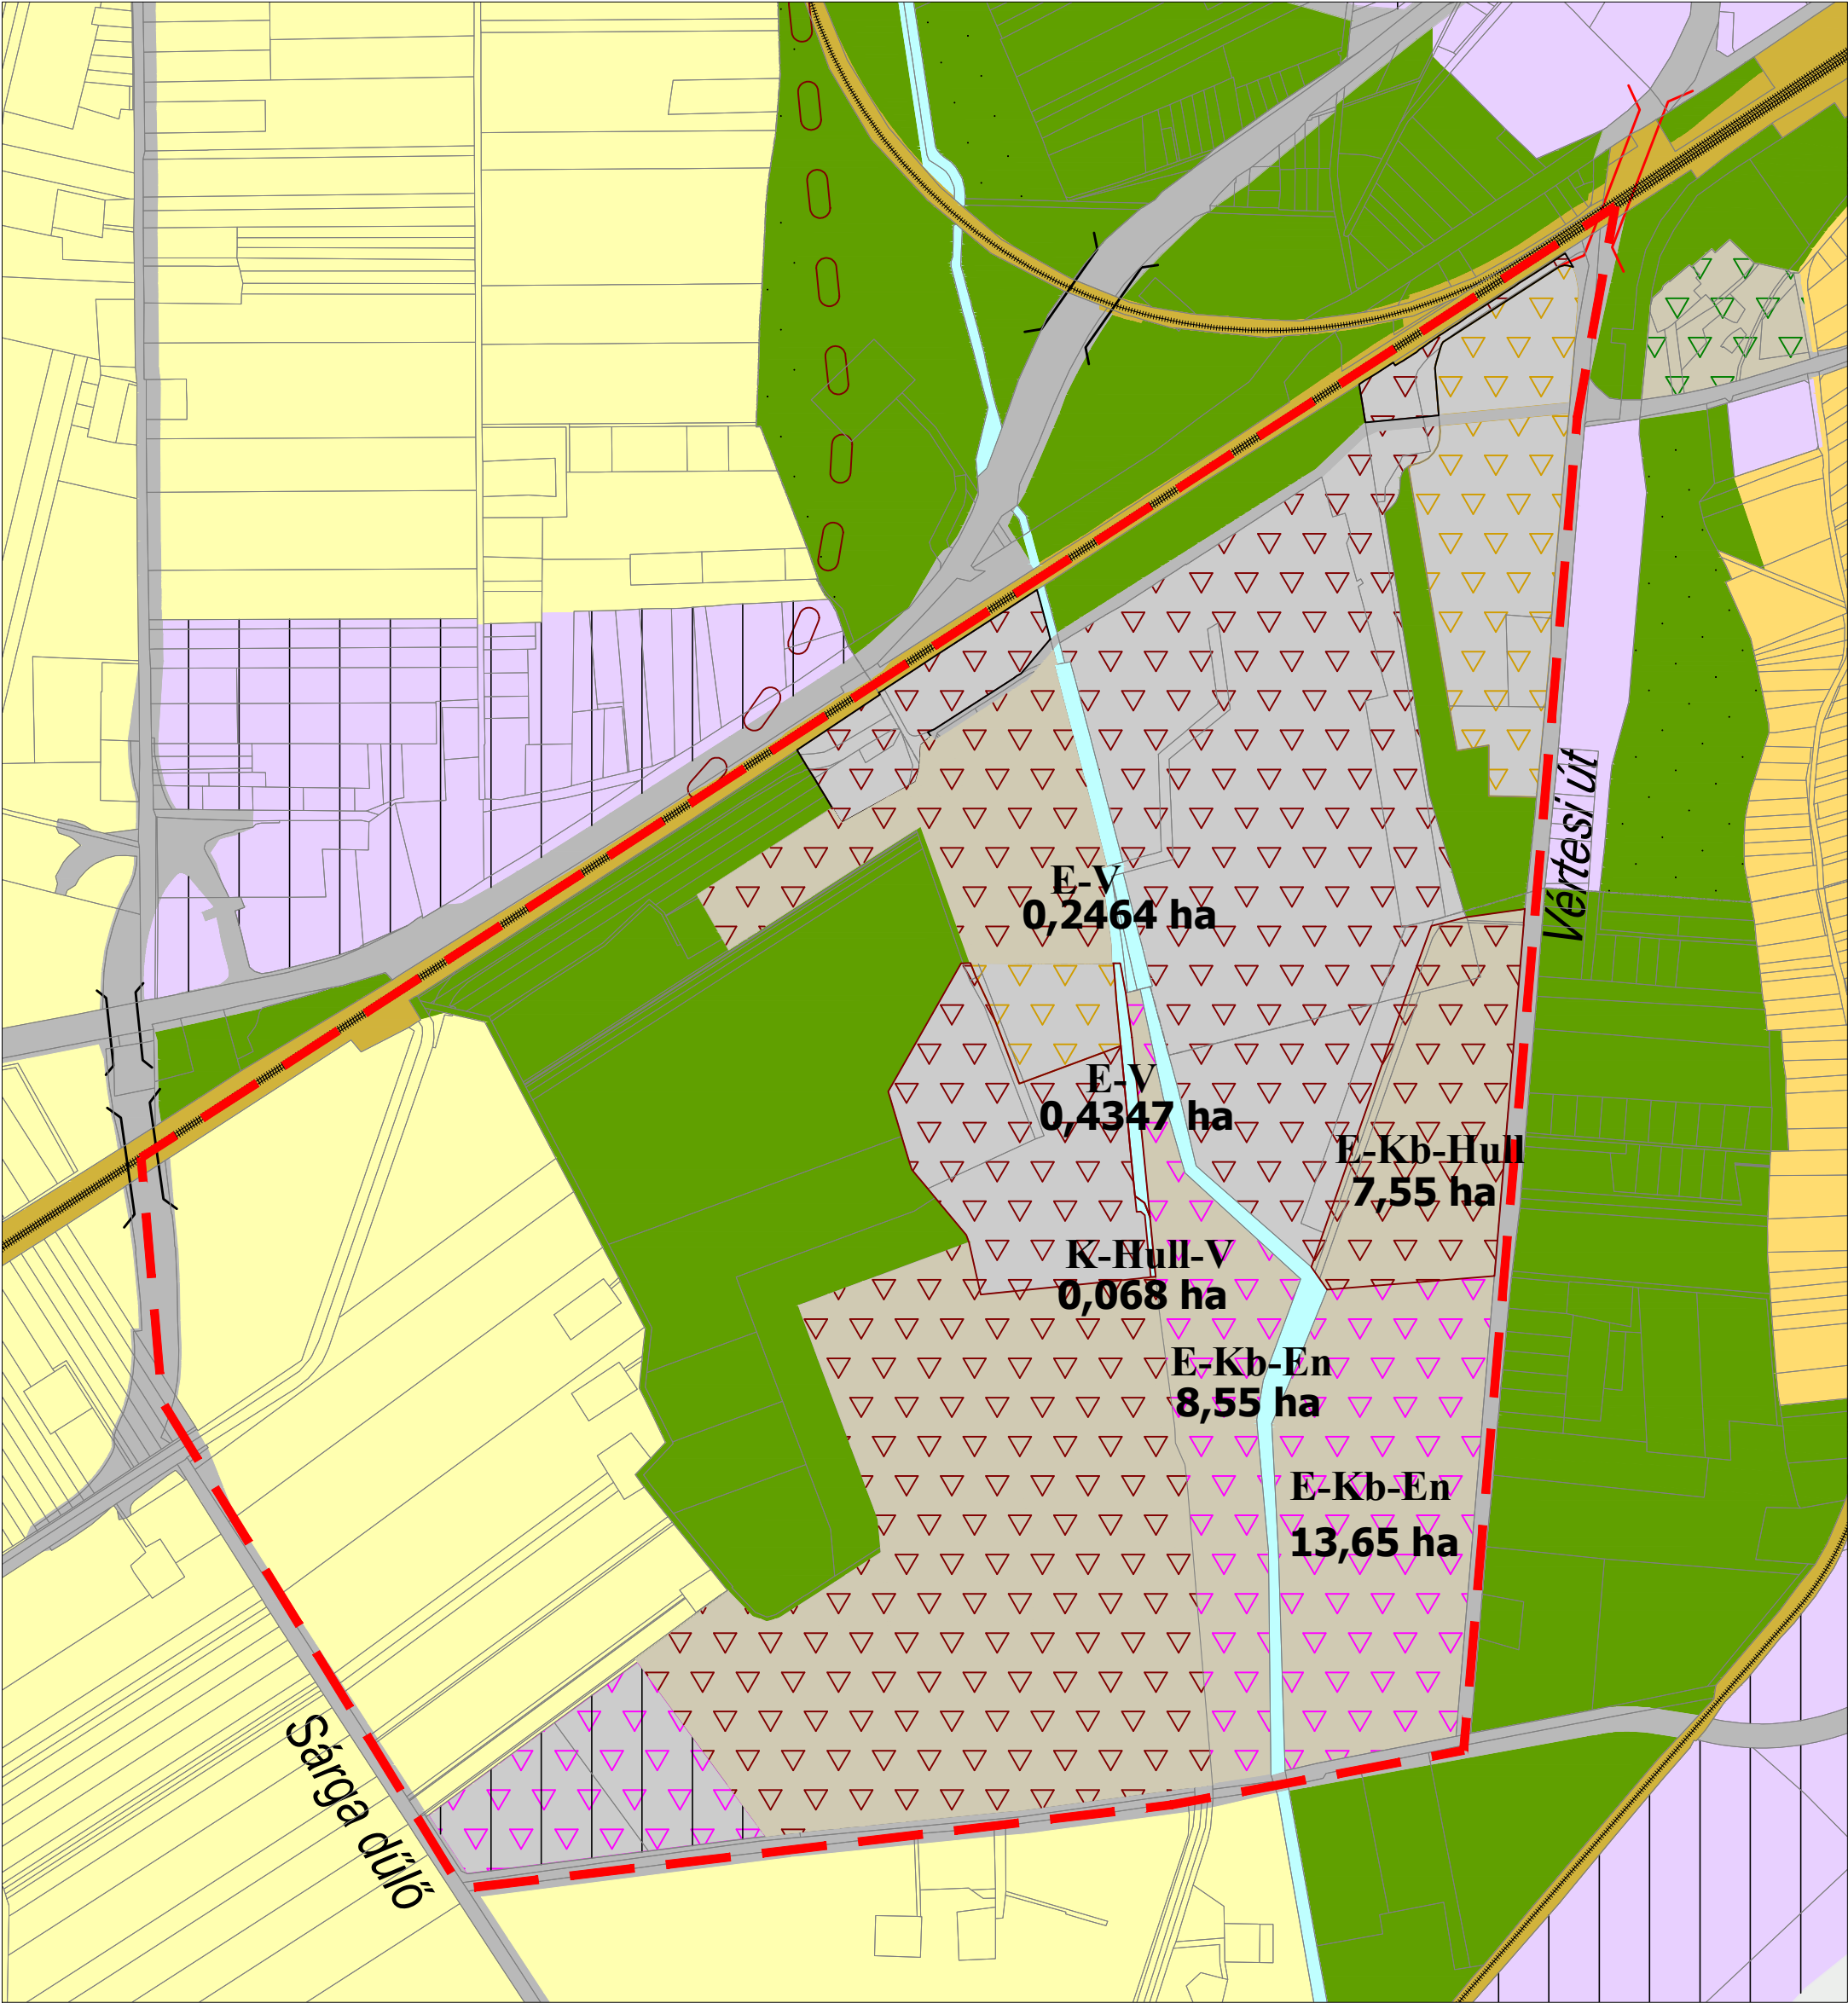 E-V
0,2464 ha
Vértesi út
E-V
0,4347 ha
E-Kb-Hull
7,55 ha
K-Hull-V
0,068 ha
E-Kb-En
8,55 ha
E-Kb-En
13,65 ha
Sárga dűlő